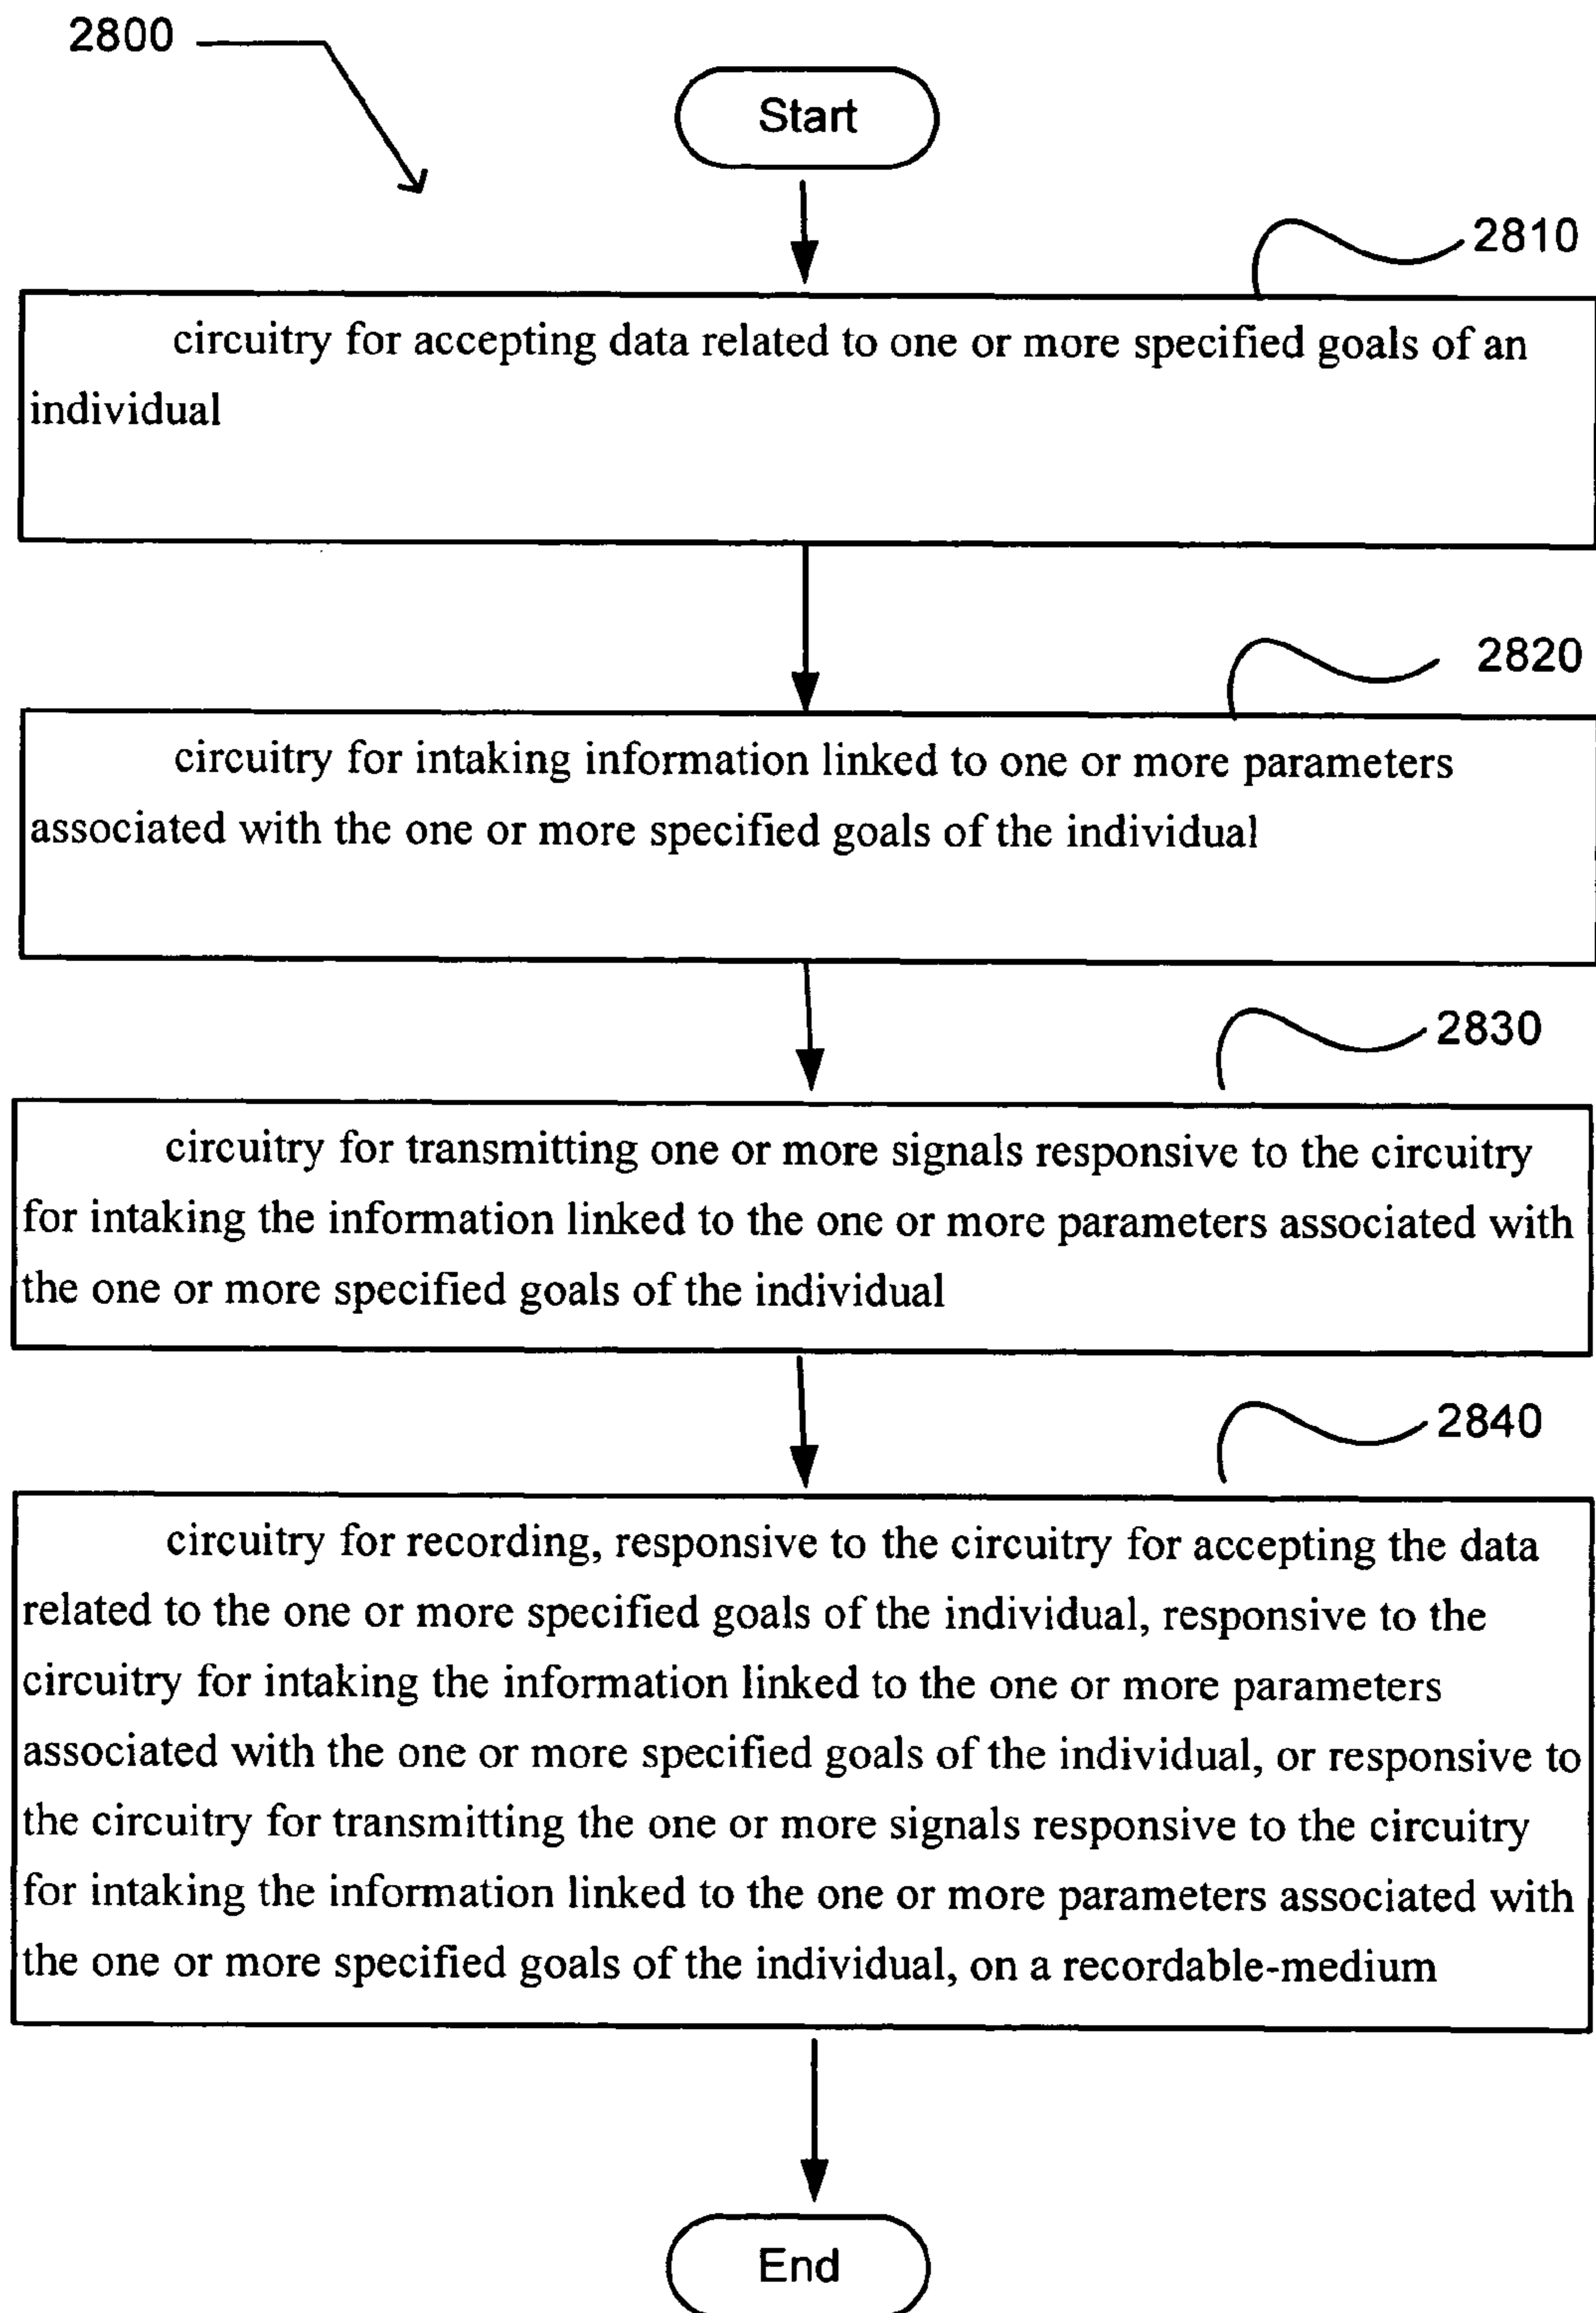 2800
Start
2810
circuitry for accepting data related to one or more specified goals of an
individual
2820
circuitry for intaking information linked to one or more parameters
associated with the one or more specified goals of the individual
2830
circuitry for transmitting one or more signals responsive to the circuitry
for intaking the information linked to the one or more parameters associated with
the one or more specified goals of the individual
2840
circuitry for recording, responsive to the circuitry for accepting the data
related to the one or more specified goals of the individual, responsive to the
circuitry for intaking the information linked to the one or more parameters
associated with the one or more specified goals of the individual, or responsive to
the circuitry for transmitting the one or more signals responsive to the circuitry
for intaking the information linked to the one or more parameters associated with
the one or more specified goals of the individual, on a recordable-medium
End